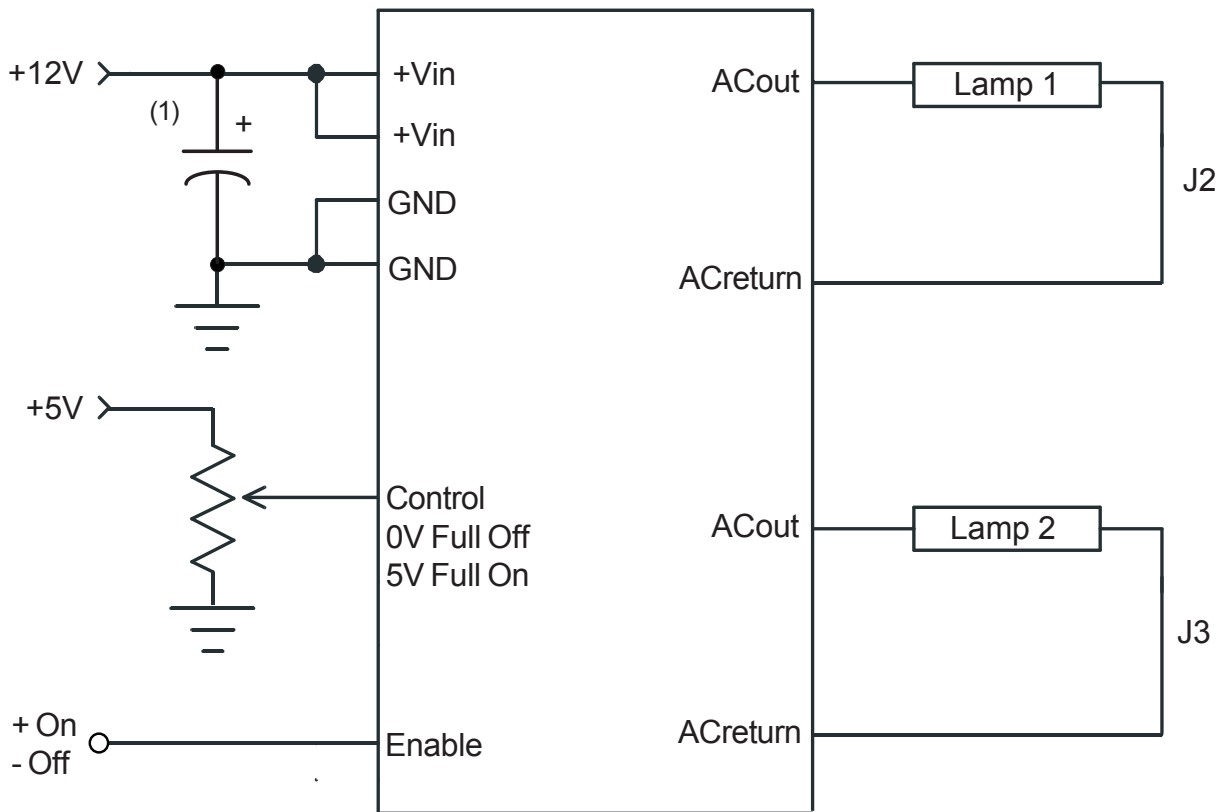 +12V
(1)
+
+Vin
+Vin
GND
GND
+5V
Control
0V Full Off
5V Full On
+ On
- Off
Enable
ACout
Lamp 1
J2
ACreturn
ACout
Lamp 2
J3
ACreturn